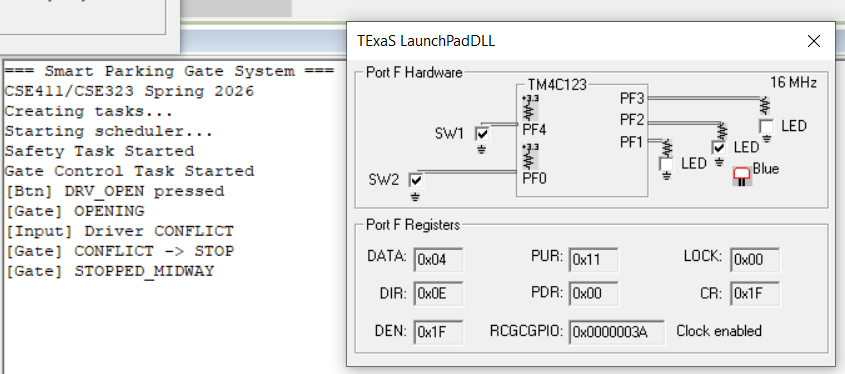 === Smart Parking Gate System ===
CSE411/CSE323 Spring 2026
Creating tasks...
Starting scheduler...
Safety Task Started
Gate Control Task Started
[Btn] DRV_OPEN pressed
[Gate] OPENING
[Input] Driver CONFLICT
[Gate] CONFLICT -> STOP
[Gate] STOPPED_MIDWAY
TExaS LaunchPadDLL
Port F Hardware
TM4C123
16 MHz
+3.3
PF3
SW1
PF4
PF2
LED
+3.3
PF1
LED
LED
Blue
SW2
PF0
Port F Registers
DATA: 0x04 PUR: 0x11 LOCK: 0x00
DIR: 0x0E PDR: 0x00 CR: 0x1F
DEN: 0x1F RCGCGPIO: 0x0000003A Clock enabled